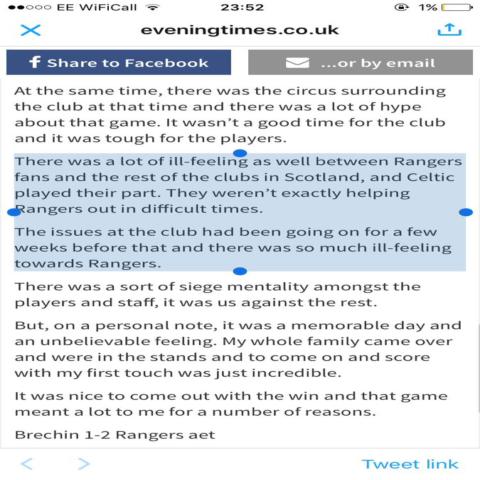 EE WiFiCall 23:52 1%
eveningtimes.co.uk
f Share to Facebook ...or by email
At the same time, there was the circus surrounding
the club at that time and there was a lot of hype
about that game. It wasn't a good time for the club
and it was tough for the players.
There was a lot of ill-feeling as well between Rangers
fans and the rest of the clubs in Scotland, and Celtic
played their part. They weren't exactly helping
Rangers out in difficult times.
The issues at the club had been going on for a few
weeks before that and there was so much ill-feeling
towards Rangers.
There was a sort of siege mentality amongst the
players and staff, it was us against the rest.
But, on a personal note, it was a memorable day and
an unbelievable feeling. My whole family came over
and were in the stands and to come on and score
with my first touch was just incredible.
It was nice to come out with the win and that game
meant a lot to me for a number of reasons.
Brechin 1-2 Rangers aet
Tweet link